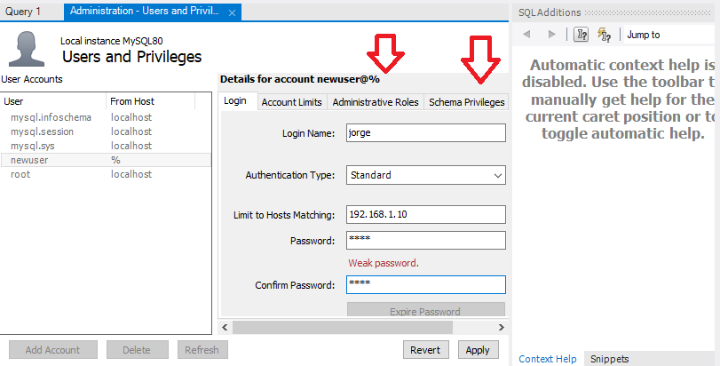 Query 1
Administration - Users and Privil...
Local instance MySQL80
Users and Privileges
User Accounts
User From Host
mysql.infoschema localhost
mysql.session localhost
mysql.sys localhost
newuser %
root localhost
Add Account Delete Refresh
Details for account newuser@%
Login Account Limits Administrative Roles Schema Privileges
Login Name: jorge
Authentication Type: Standard
Limit to Hosts Matching: 192.168.1.10
Password: ****
Weak password.
Confirm Password: ****
Expire Password
Revert Apply
SQLAdditions
Jump to
Automatic context help is
disabled. Use the toolbar t
manually get help for the
current caret position or to
toggle automatic help.
Context Help Snippets